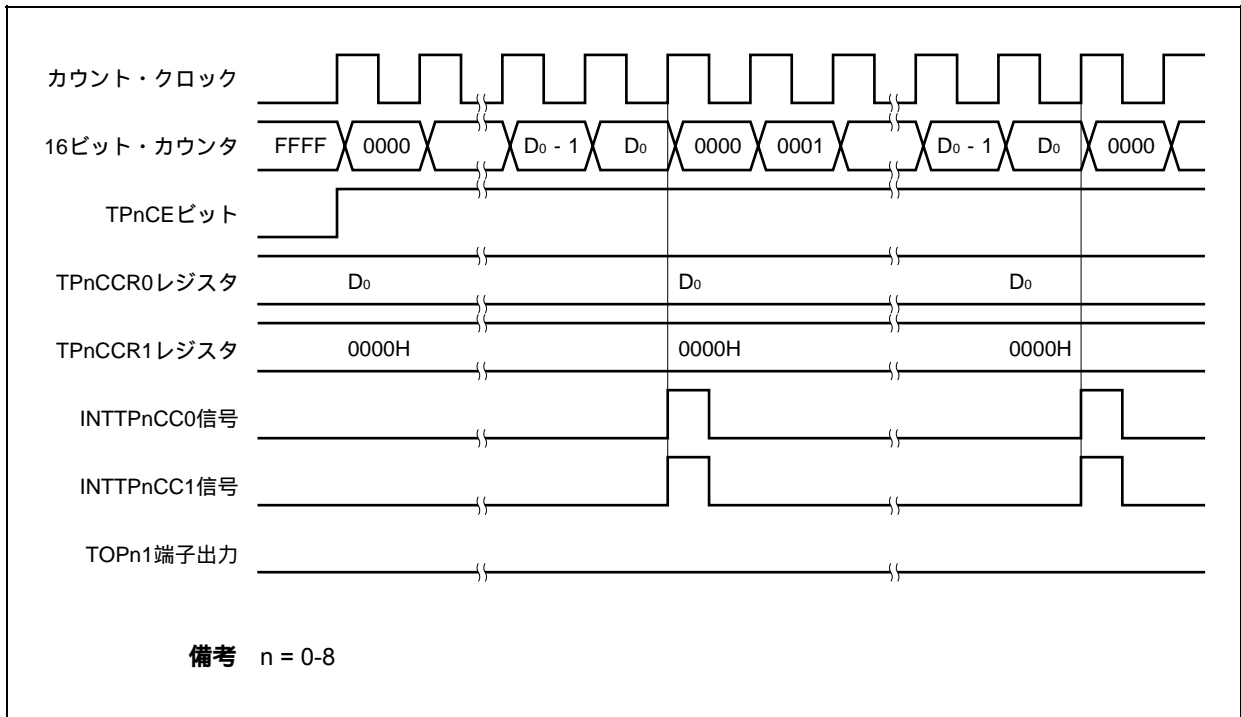 カウント・クロック
16ビット・カウンタ FFFF 0000 D0 - 1 D0 0000 0001 D0 - 1 D0 0000
TPnCEビット
TPnCCR0レジスタ D0 D0 D0
TPnCCR1レジスタ 0000H 0000H 0000H
INTTPnCC0信号
INTTPnCC1信号
TOPn1端子出力
備考 n = 0-8